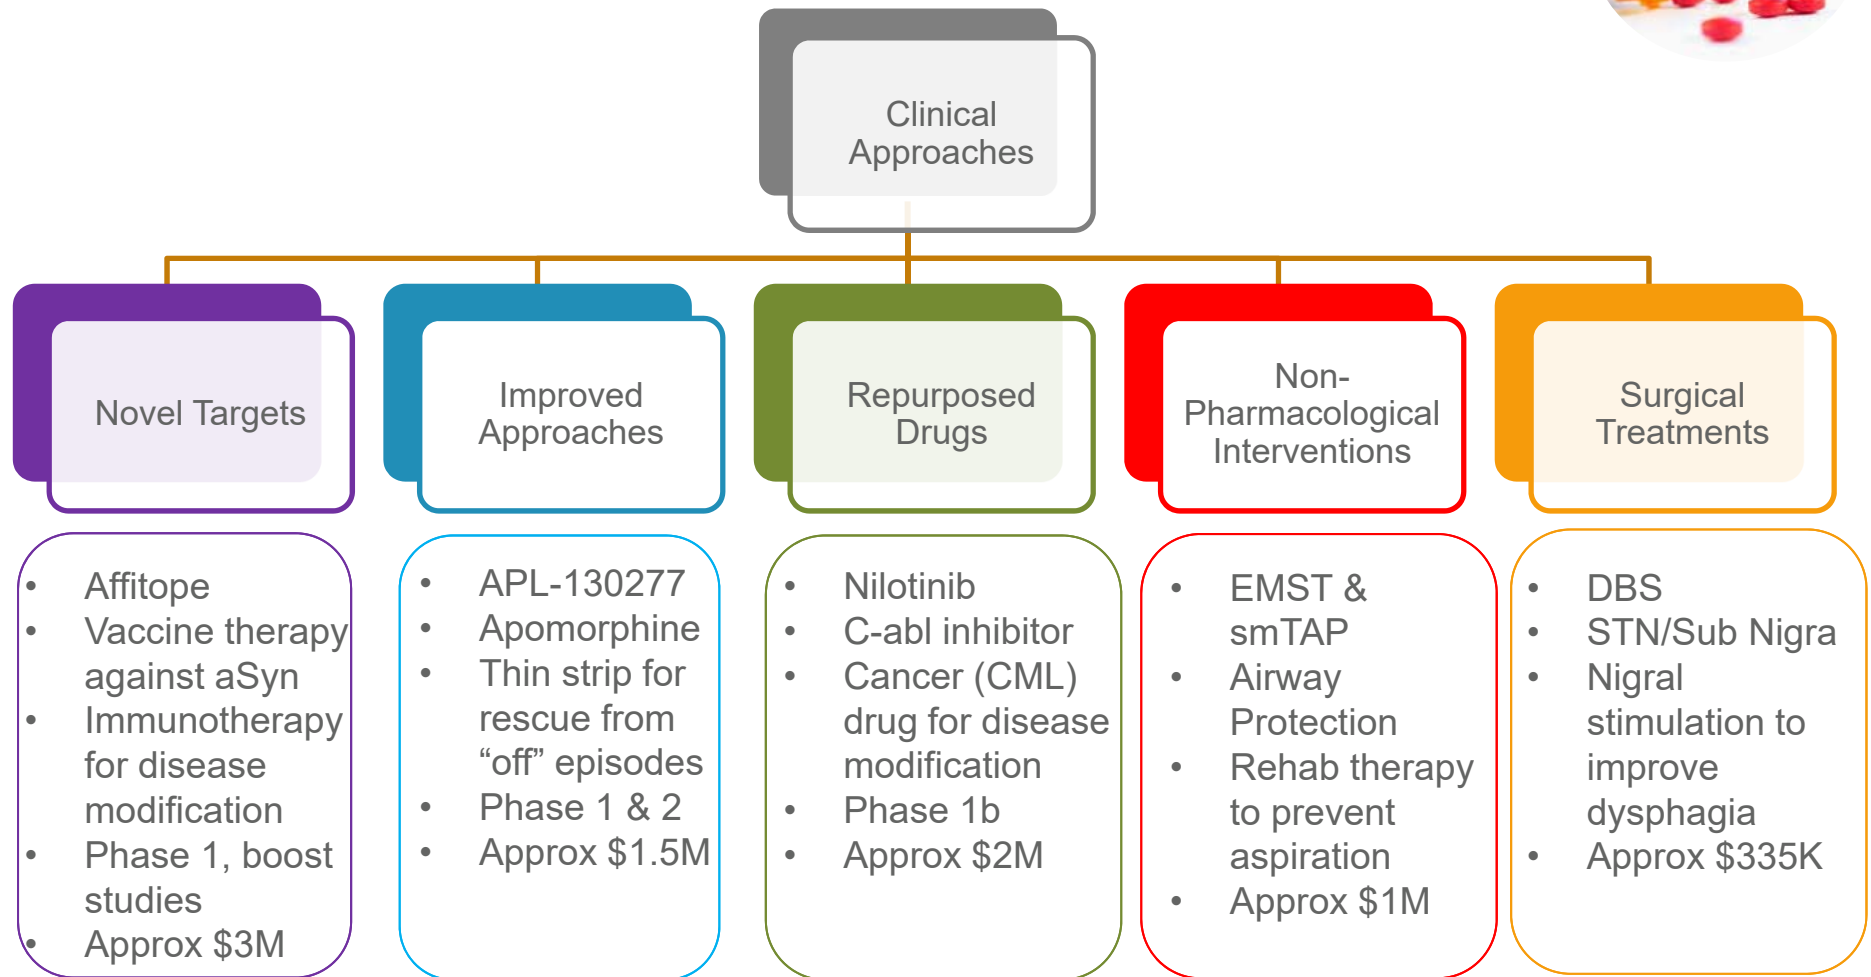 Clinical
Approaches
Novel Targets
Improved
Approaches
Repurposed
Drugs
Non-
Pharmacological
Interventions
Surgical
Treatments
• Affitope
• Vaccine therapy
against aSyn
• Immunotherapy
for disease
modification
• Phase 1, boost
studies
• Approx $3M
• APL-130277
• Apomorphine
• Thin strip for
rescue from
“off” episodes
• Phase 1 & 2
• Approx $1.5M
• Nilotinib
• C-abl inhibitor
• Cancer (CML)
drug for disease
modification
• Phase 1b
• Approx $2M
• EMST &
smTAP
• Airway
Protection
• Rehab therapy
to prevent
aspiration
• Approx $1M
• DBS
• STN/Sub Nigra
• Nigral
stimulation to
improve
dysphagia
• Approx $335K